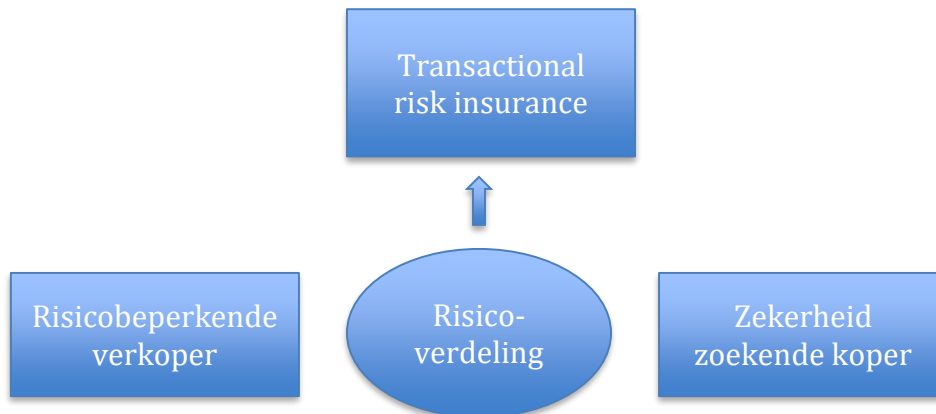 Transactional
risk insurance
Risicobeperkende
verkoper
Risico-
verdeling
Zekerheid
zoekende koper